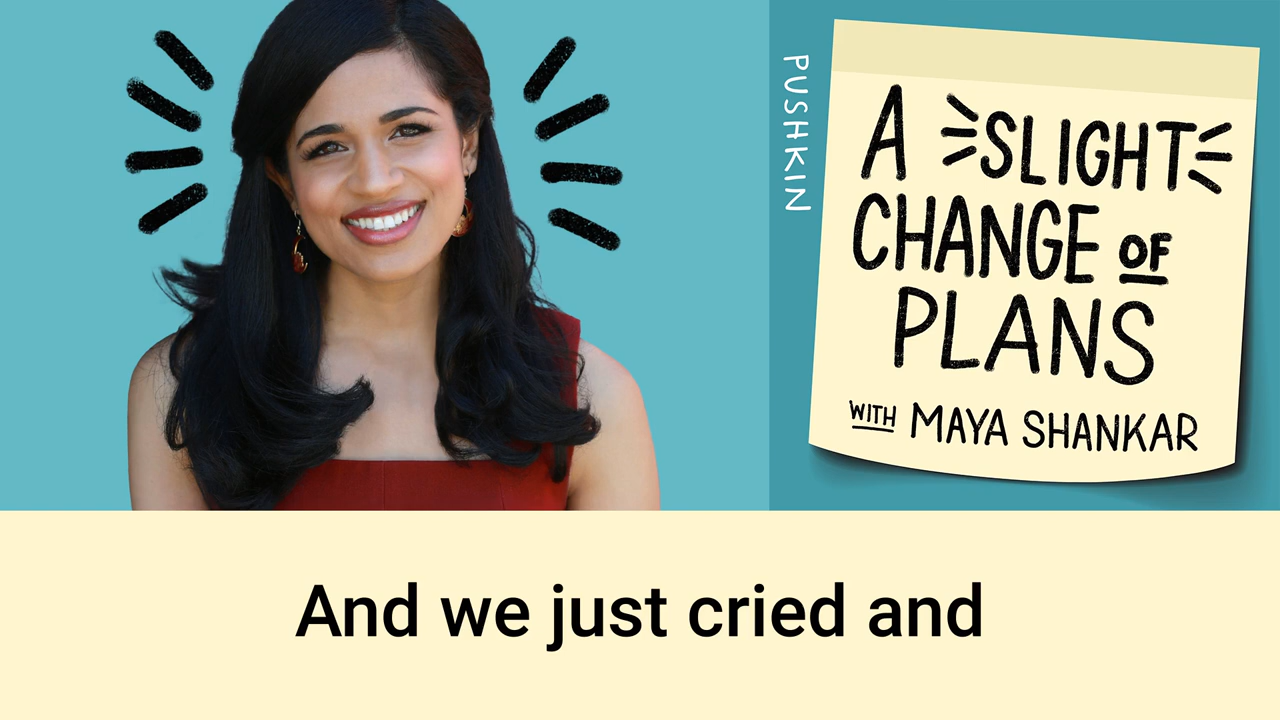 PUSHKIN
A SLIGHT
CHANGE OF
PLANS
WITH MAYA SHANKAR
And we just cried and